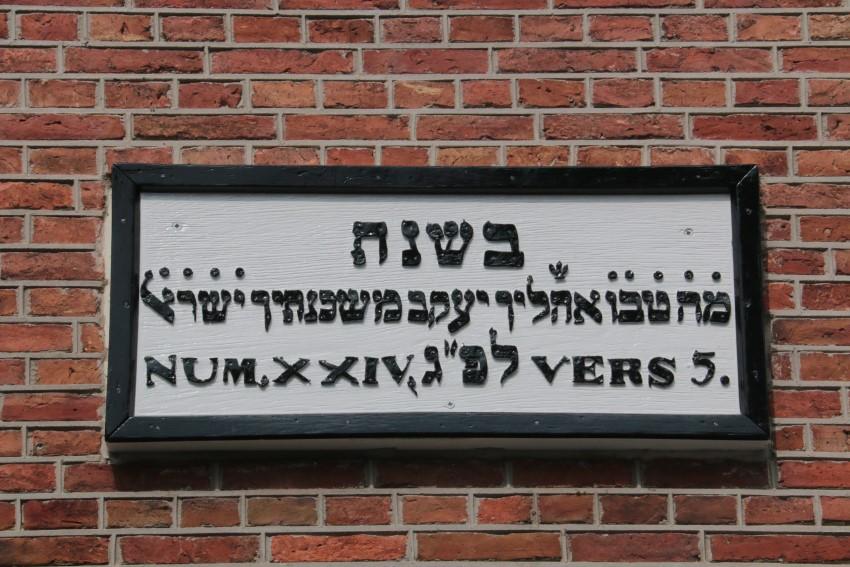 בשנת
מה טבו אהליך יעקב משכנתיך ישראל
NUM. XXIV, לפ"ג VERS 5.